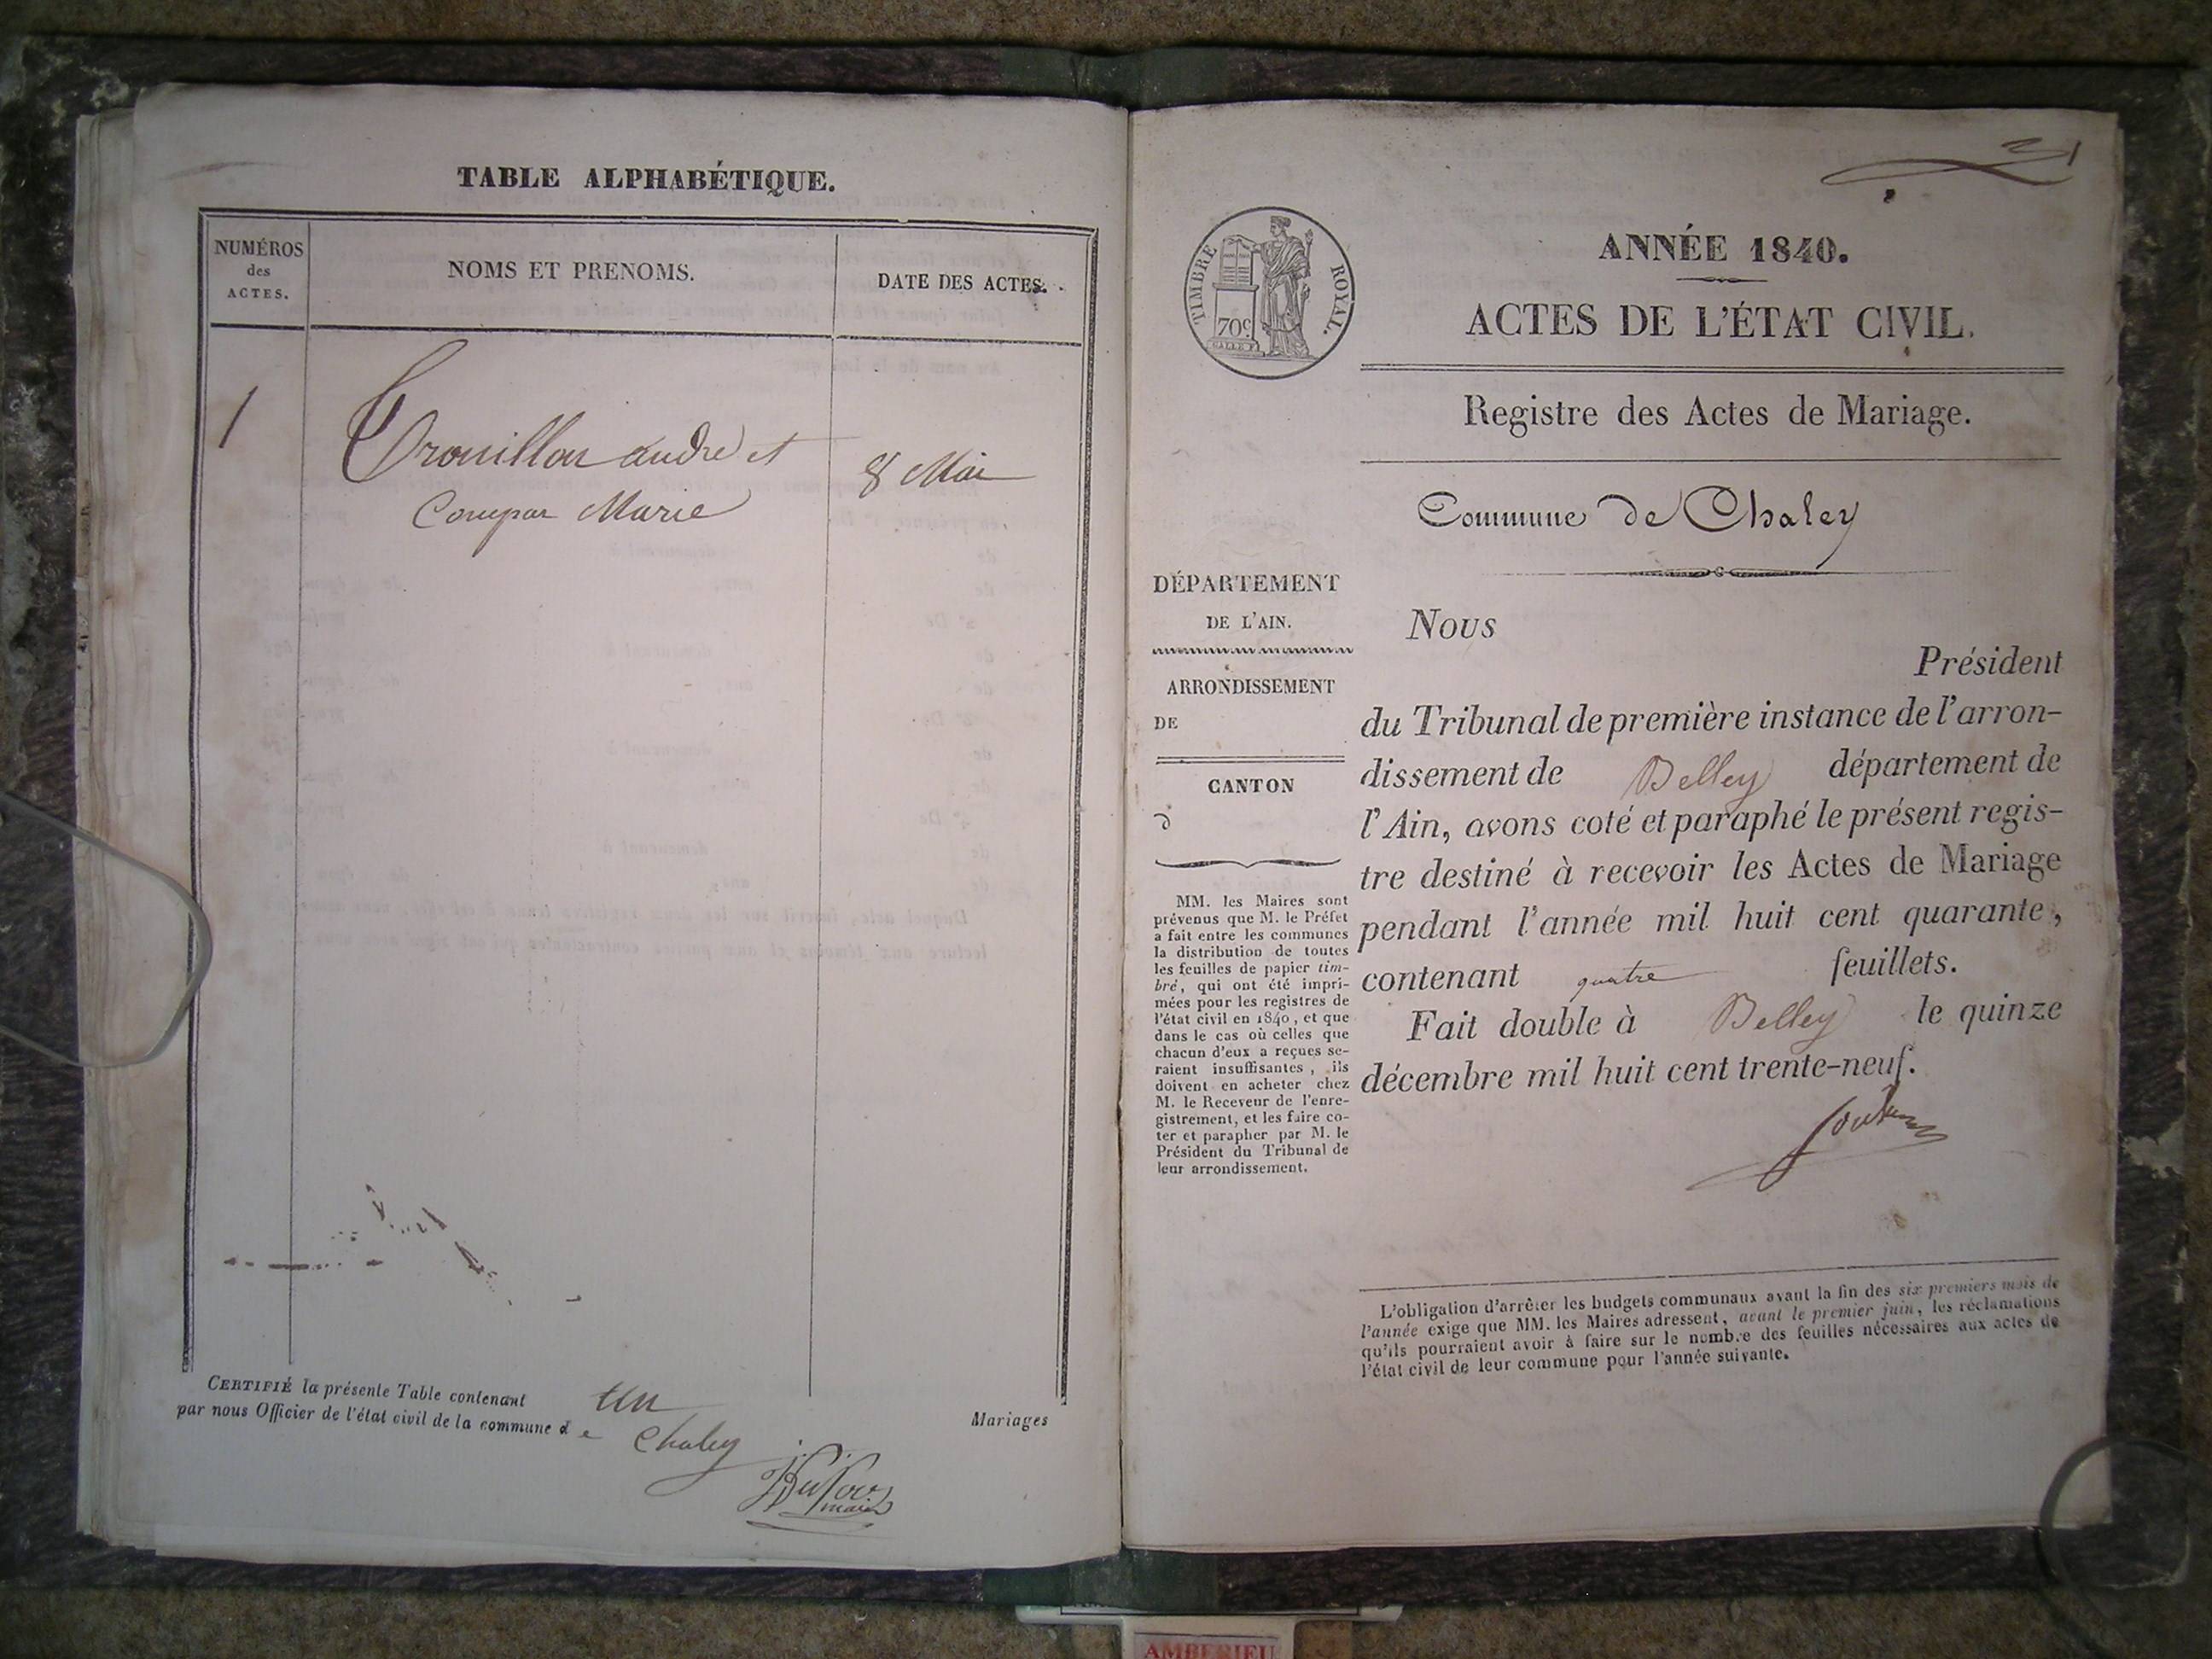 TABLE ALPHABÉTIQUE.
NUMÉROS
des
ACTES.
NOMS ET PRENOMS.
DATE DES ACTES.
1
Trouillon andré et
Compar Marie
8 Mai
CERTIFIÉ la présente Table contenant un Mariages
par nous Officier de l'état civil de la commune d e Chaley
maire
21
TIMBRE ROYAL.
70c
ANNÉE 1840.
ACTES DE L'ÉTAT CIVIL.
Registre des Actes de Mariage.
Commune de Chaley
DÉPARTEMENT
DE L'AIN.
ARRONDISSEMENT
DE
CANTON
d
MM. les Maires sont
prévenus que M. le Préfet
a fait entre les communes
la distribution de toutes
les feuilles de papier tim-
bré, qui ont été impri-
mées pour les registres de
l'état civil en 1840, et que
dans le cas où celles que
chacun d'eux a reçues se-
raient insuffisantes, ils
doivent en acheter chez
M. le Receveur de l'enre-
gistrement, et les faire co-
ter et parapher par M. le
Président du Tribunal de
leur arrondissement.
Nous
Président
du Tribunal de première instance de l'arron-
dissement de Belley département de
l'Ain, avons coté et paraphé le présent regis-
tre destiné à recevoir les Actes de Mariage
pendant l'année mil huit cent quarante,
contenant quatre feuillets.
Fait double à Belley le quinze
décembre mil huit cent trente-neuf.
L'obligation d'arrêter les budgets communaux avant la fin des six premiers mois de
l'année exige que MM. les Maires adressent, avant le premier juin, les réclamations
qu'ils pourraient avoir à faire sur le nombre des feuilles nécessaires aux actes de
l'état civil de leur commune pour l'année suivante.
AMBERIEU